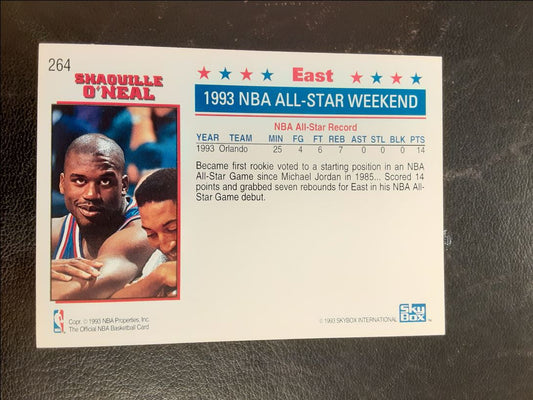 264
SHAQUILLE
O'NEAL
East
1993 NBA ALL-STAR WEEKEND
NBA All-Star Record
YEAR TEAM MIN FG FT REB AST STL BLK PTS
1993 Orlando 25 4 6 7 0 0 0 14
Became first rookie voted to a starting position in an NBA
All-Star Game since Michael Jordan in 1985... Scored 14
points and grabbed seven rebounds for East in his NBA All-
Star Game debut.
Copr. © 1993 NBA Properties, Inc.
The Official NBA Basketball Card
© 1993 SKYBOX INTERNATIONAL
SkyBox